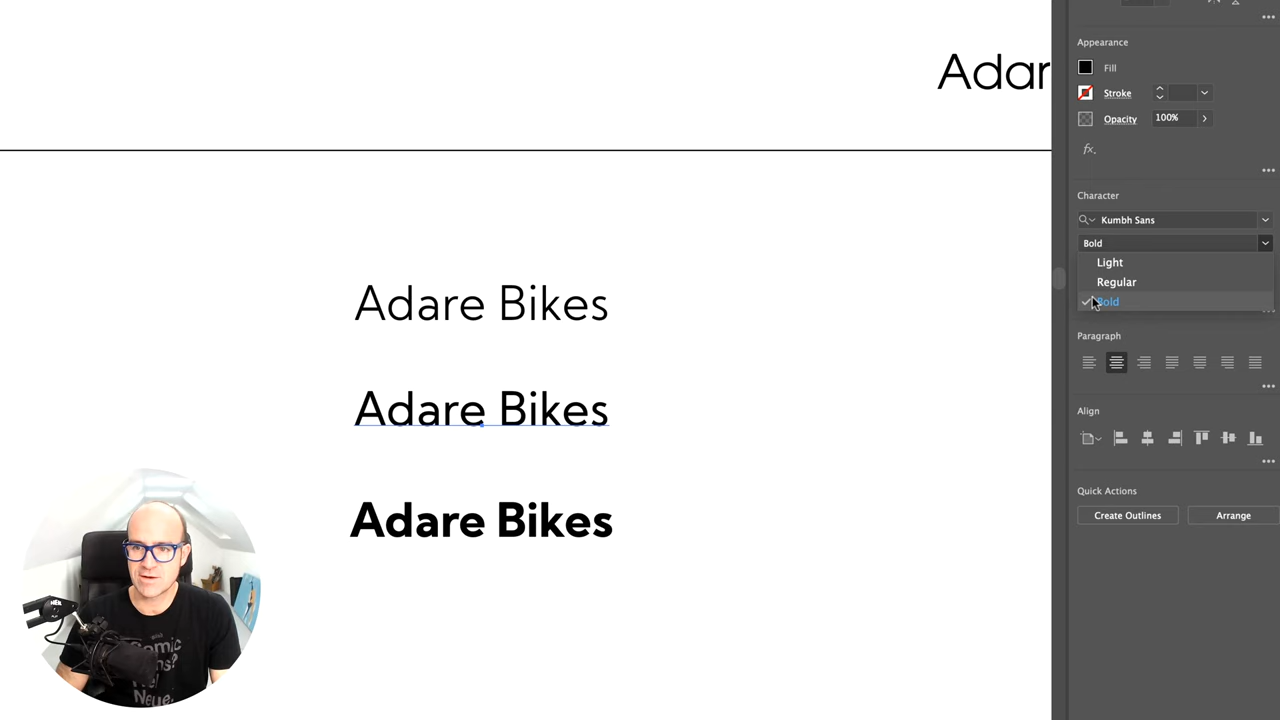 Adar
Adare Bikes
Adare Bikes
Adare Bikes
Appearance
Fill
Stroke
Opacity 100%
fx.
Character
Kumbh Sans
Bold
Light
Regular
Bold
Paragraph
Align
Quick Actions
Create Outlines Arrange
Neue,